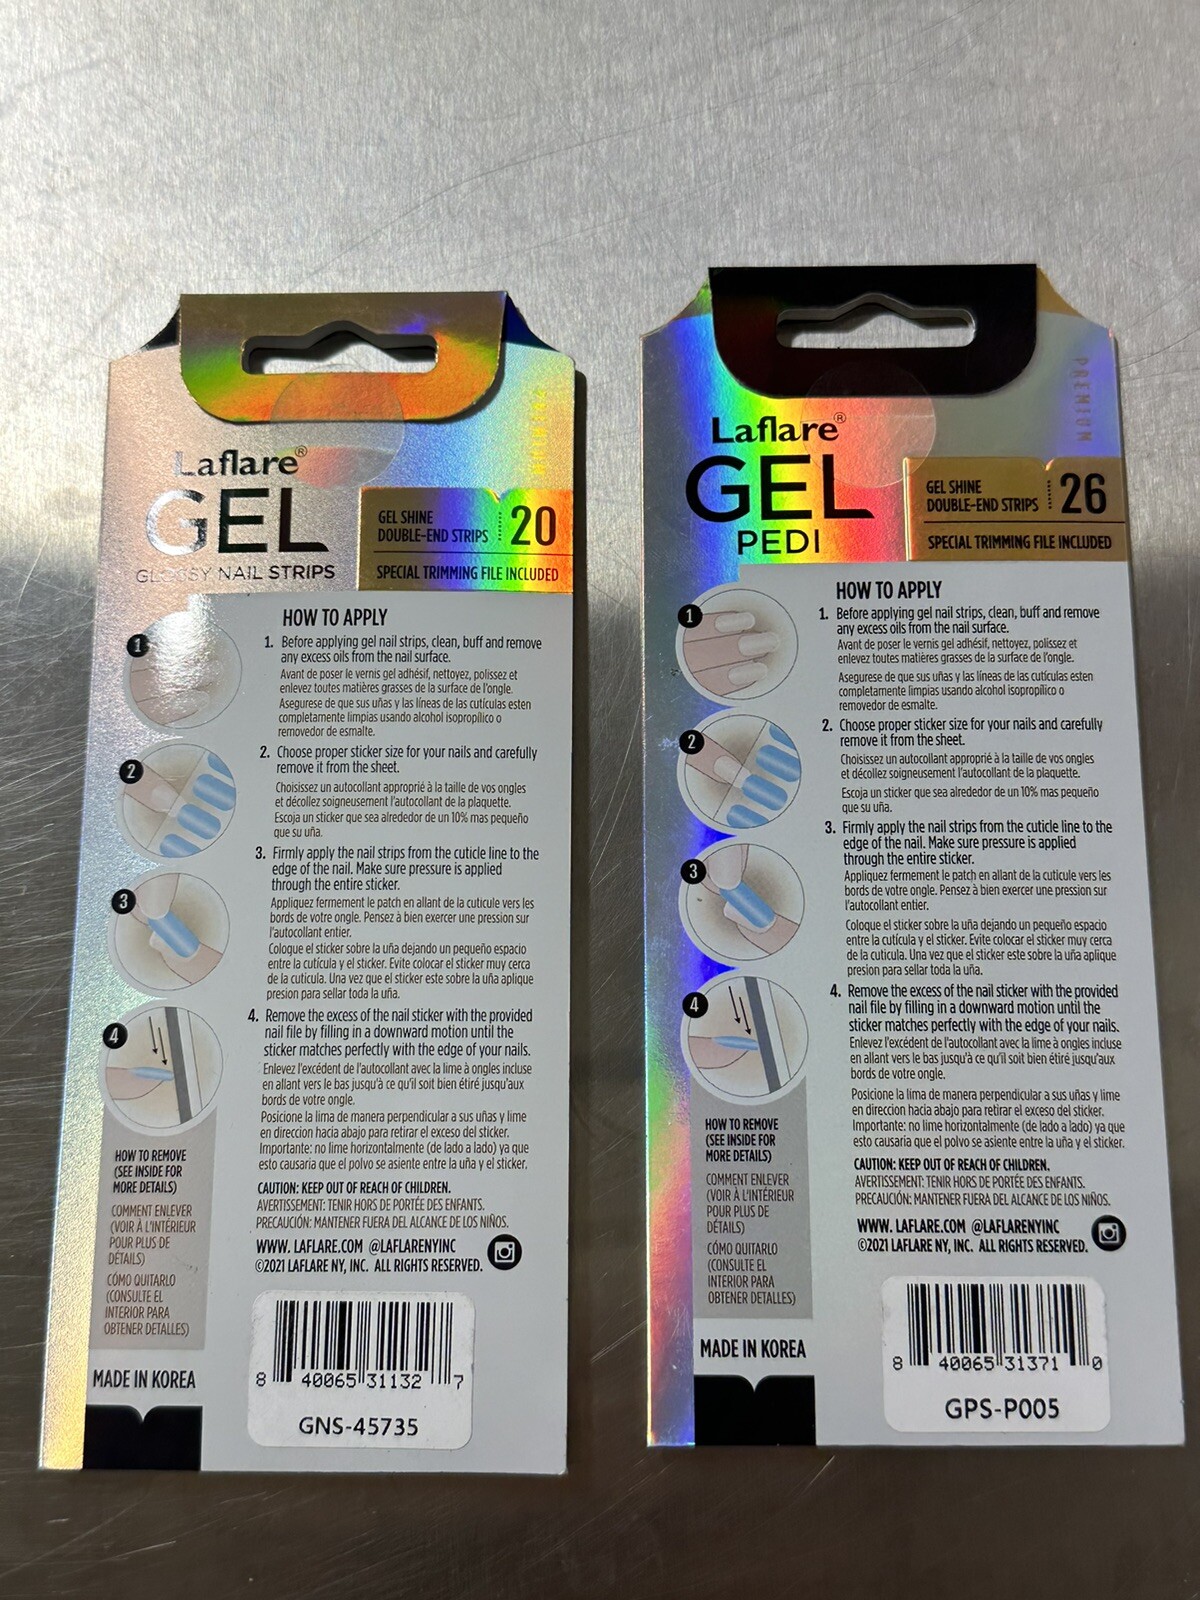 Laflare®
GEL
GLOSSY NAIL STRIPS
GEL SHINE
DOUBLE-END STRIPS
20
SPECIAL TRIMMING FILE INCLUDED
HOW TO APPLY
1
1. Before applying gel nail strips, clean, buff and remove
any excess oils from the nail surface.
Avant de poser le vernis gel adhésif, nettoyez, polissez et
enlevez toutes matières grasses de la surface de l'ongle.
Asegurese de que sus uñas y las líneas de las cutículas esten
completamente limpias usando alcohol isopropílico o
removedor de esmalte.
2
2. Choose proper sticker size for your nails and carefully
remove it from the sheet.
Choisissez un autocollant approprié à la taille de vos ongles
et décollez soigneusement l'autocollant de la plaquette.
Escoja un sticker que sea alrededor de un 10% mas pequeño
que su uña.
3
3. Firmly apply the nail strips from the cuticle line to the
edge of the nail. Make sure pressure is applied
through the entire sticker.
Appliquez fermement le patch en allant de la cuticule vers les
bords de votre ongle. Pensez à bien exercer une pression sur
l'autocollant entier.
Coloque el sticker sobre la uña dejando un pequeño espacio
entre la cutícula y el sticker. Evite colocar el sticker muy cerca
de la cuticula. Una vez que el sticker este sobre la uña aplique
presion para sellar toda la uña.
4
4. Remove the excess of the nail sticker with the provided
nail file by filling in a downward motion until the
sticker matches perfectly with the edge of your nails.
Enlevez l'excédent de l'autocollant avec la lime à ongles incluse
en allant vers le bas jusqu'à ce qu'il soit bien étiré jusqu'aux
bords de votre ongle.
Posicione la lima de manera perpendicular a sus uñas y lime
en direccion hacia abajo para retirar el exceso del sticker.
Importante: no lime horizontalmente (de lado a lado) ya que
esto causaria que el polvo se asiente entre la uña y el sticker.
HOW TO REMOVE
(SEE INSIDE FOR
MORE DETAILS)
COMMENT ENLEVER
(VOIR À L'INTÉRIEUR
POUR PLUS DE
DÉTAILS)
CÓMO QUITARLO
(CONSULTE EL
INTERIOR PARA
OBTENER DETALLES)
CAUTION: KEEP OUT OF REACH OF CHILDREN.
AVERTISSEMENT: TENIR HORS DE PORTÉE DES ENFANTS.
PRECAUCIÓN: MANTENER FUERA DEL ALCANCE DE LOS NIÑOS.
WWW. LAFLARE.COM @LAFLARENYINC
©2021 LAFLARE NY, INC. ALL RIGHTS RESERVED.
MADE IN KOREA
8 40065 31132 7
GNS-45735
PREMIUM
Laflare®
GEL
PEDI
GEL SHINE
DOUBLE-END STRIPS
26
SPECIAL TRIMMING FILE INCLUDED
HOW TO APPLY
1
1. Before applying gel nail strips, clean, buff and remove
any excess oils from the nail surface.
Avant de poser le vernis gel adhésif, nettoyez, polissez et
enlevez toutes matières grasses de la surface de l'ongle.
Asegurese de que sus uñas y las líneas de las cutículas esten
completamente limpias usando alcohol isopropílico o
removedor de esmalte.
2
2. Choose proper sticker size for your nails and carefully
remove it from the sheet.
Choisissez un autocollant approprié à la taille de vos ongles
et décollez soigneusement l'autocollant de la plaquette.
Escoja un sticker que sea alrededor de un 10% mas pequeño
que su uña.
3
3. Firmly apply the nail strips from the cuticle line to the
edge of the nail. Make sure pressure is applied
through the entire sticker.
Appliquez fermement le patch en allant de la cuticule vers les
bords de votre ongle. Pensez à bien exercer une pression sur
l'autocollant entier.
Coloque el sticker sobre la uña dejando un pequeño espacio
entre la cutícula y el sticker. Evite colocar el sticker muy cerca
de la cuticula. Una vez que el sticker este sobre la uña aplique
presion para sellar toda la uña.
4
4. Remove the excess of the nail sticker with the provided
nail file by filling in a downward motion until the
sticker matches perfectly with the edge of your nails.
Enlevez l'excédent de l'autocollant avec la lime à ongles incluse
en allant vers le bas jusqu'à ce qu'il soit bien étiré jusqu'aux
bords de votre ongle.
Posicione la lima de manera perpendicular a sus uñas y lime
en direccion hacia abajo para retirar el exceso del sticker.
Importante: no lime horizontalmente (de lado a lado) ya que
esto causaria que el polvo se asiente entre la uña y el sticker.
HOW TO REMOVE
(SEE INSIDE FOR
MORE DETAILS)
COMMENT ENLEVER
(VOIR À L'INTÉRIEUR
POUR PLUS DE
DÉTAILS)
CÓMO QUITARLO
(CONSULTE EL
INTERIOR PARA
OBTENER DETALLES)
CAUTION: KEEP OUT OF REACH OF CHILDREN.
AVERTISSEMENT: TENIR HORS DE PORTÉE DES ENFANTS.
PRECAUCIÓN: MANTENER FUERA DEL ALCANCE DE LOS NIÑOS.
WWW. LAFLARE.COM @LAFLARENYINC
©2021 LAFLARE NY, INC. ALL RIGHTS RESERVED.
MADE IN KOREA
8 40065 31371 0
GPS-P005